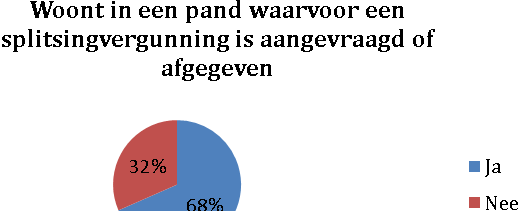 Woont in een pand waarvoor een
splitsingvergunning is aangevraagd of
afgegeven
32%
Ja
68%
Nee